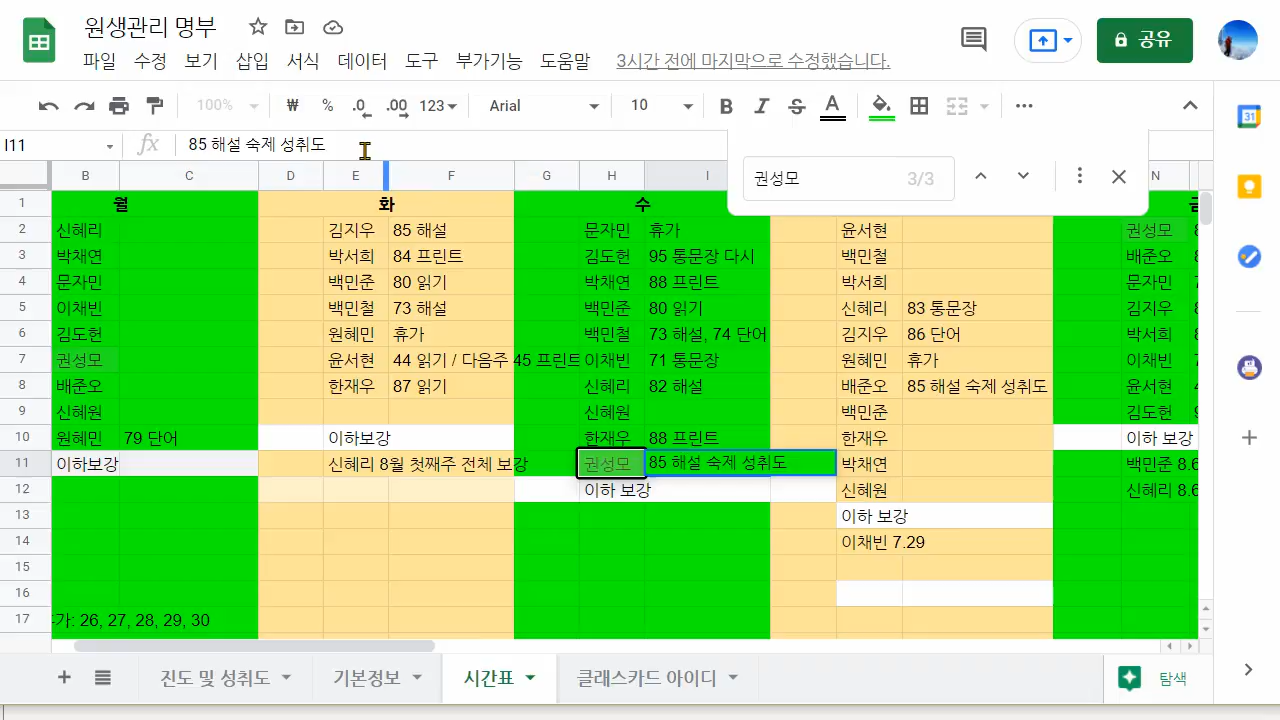 원생관리 명부
파일 수정 보기 삽입 서식 데이터 도구 부가기능 도움말 3시간 전에 마지막으로 수정했습니다.
공유
100% ₩ % .0 .00 123 Arial 10 B I S A
I11 fx 85 해설 숙제 성취도
권성모 3/3
B C D E F G H I N
1 월 화 수
2 신혜리 김지우 85 해설 문자민 휴가 윤서현 권성모
3 박채연 박서희 84 프린트 김도헌 95 통문장 다시 백민철 배준오
4 문자민 백민준 80 읽기 박채연 88 프린트 박서희 문자민
5 이채빈 백민철 73 해설 백민준 80 읽기 신혜리 83 통문장 김지우
6 김도헌 원혜민 휴가 백민철 73 해설, 74 단어 김지우 86 단어 박서희
7 권성모 윤서현 44 읽기 / 다음주 45 프린트 이채빈 71 통문장 원혜민 휴가 이채빈
8 배준오 한재우 87 읽기 신혜리 82 해설 배준오 85 해설 숙제 성취도 윤서현
9 신혜원 신혜원 백민준 김도헌
10 원혜민 79 단어 이하보강 한재우 88 프린트 한재우 이하 보강
11 이하보강 신혜리 8월 첫째주 전체 보강 권성모 85 해설 숙제 성취도 박채연 백민준 8.6
12 이하 보강 신혜원 신혜리 8.6
13 이하 보강
14 이채빈 7.29
15
16
17 가: 26, 27, 28, 29, 30
진도 및 성취도 기본정보 시간표 클래스카드 아이디 탐색
31